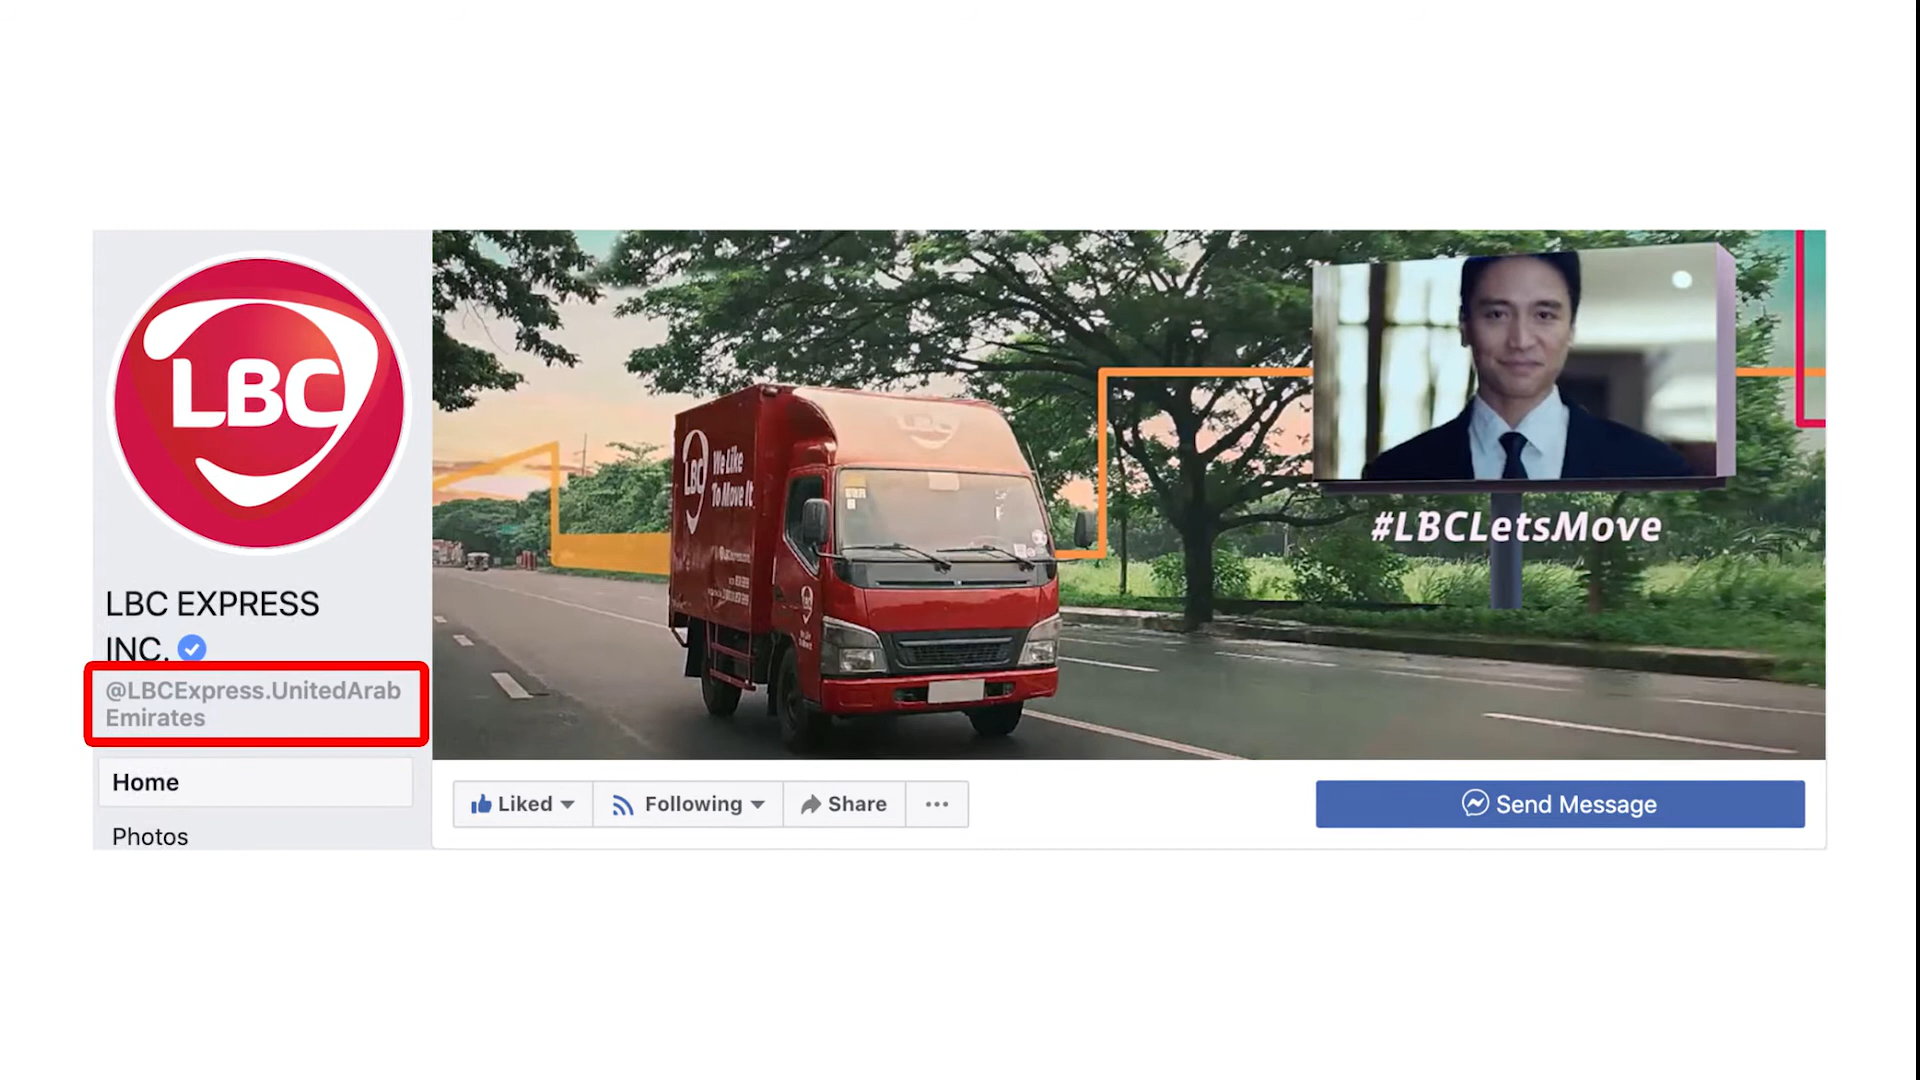 LBC
LBC EXPRESS
INC.
@LBCExpress.UnitedArab
Emirates
Home
Photos
LBC
We Like
To Move It
#LBCLetsMove
Liked
Following
Share
Send Message